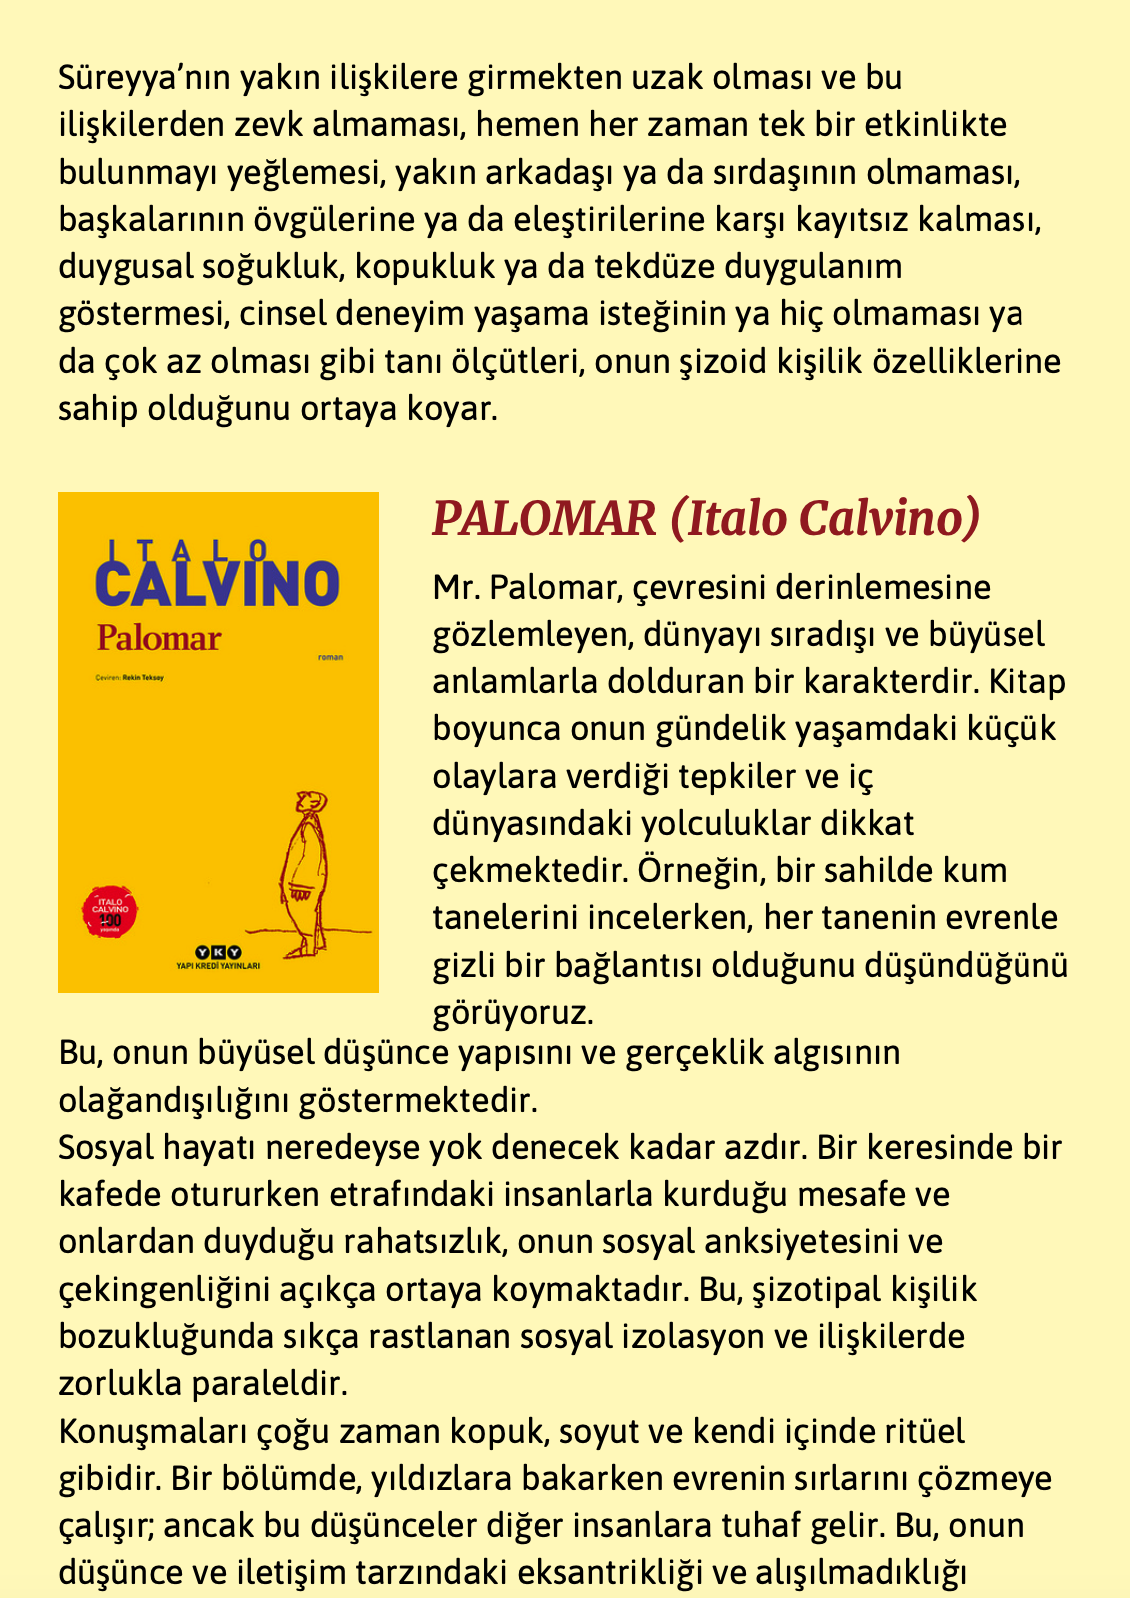 Süreyya’nın yakın ilişkilere girmekten uzak olması ve bu
ilişkilerden zevk almaması, hemen her zaman tek bir etkinlikte
bulunmayı yeğlemesi, yakın arkadaşı ya da sırdaşının olmaması,
başkalarının övgülerine ya da eleştirilerine karşı kayıtsız kalması,
duygusal soğukluk, kopukluk ya da tekdüze duygulanım
göstermesi, cinsel deneyim yaşama isteğinin ya hiç olmaması ya
da çok az olması gibi tanı ölçütleri, onun şizoid kişilik özelliklerine
sahip olduğunu ortaya koyar.
ITALO
CALVINO
Palomar
roman
Çeviren: Rekin Teksoy
ITALO
CALVINO
100
yaşında
YKY
YAPI KREDİ YAYINLARI
PALOMAR (Italo Calvino)
Mr. Palomar, çevresini derinlemesine
gözlemleyen, dünyayı sıradışı ve büyüsel
anlamlarla dolduran bir karakterdir. Kitap
boyunca onun gündelik yaşamdaki küçük
olaylara verdiği tepkiler ve iç
dünyasındaki yolculuklar dikkat
çekmektedir. Örneğin, bir sahilde kum
tanelerini incelerken, her tanenin evrenle
gizli bir bağlantısı olduğunu düşündüğünü
görüyoruz.
Bu, onun büyüsel düşünce yapısını ve gerçeklik algısının
olağandışılığını göstermektedir.
Sosyal hayatı neredeyse yok denecek kadar azdır. Bir keresinde bir
kafede otururken etrafındaki insanlarla kurduğu mesafe ve
onlardan duyduğu rahatsızlık, onun sosyal anksiyetesini ve
çekingenliğini açıkça ortaya koymaktadır. Bu, şizotipal kişilik
bozukluğunda sıkça rastlanan sosyal izolasyon ve ilişkilerde
zorlukla paraleldir.
Konuşmaları çoğu zaman kopuk, soyut ve kendi içinde ritüel
gibidir. Bir bölümde, yıldızlara bakarken evrenin sırlarını çözmeye
çalışır; ancak bu düşünceler diğer insanlara tuhaf gelir. Bu, onun
düşünce ve iletişim tarzındaki eksantrikliği ve alışılmadıklığı